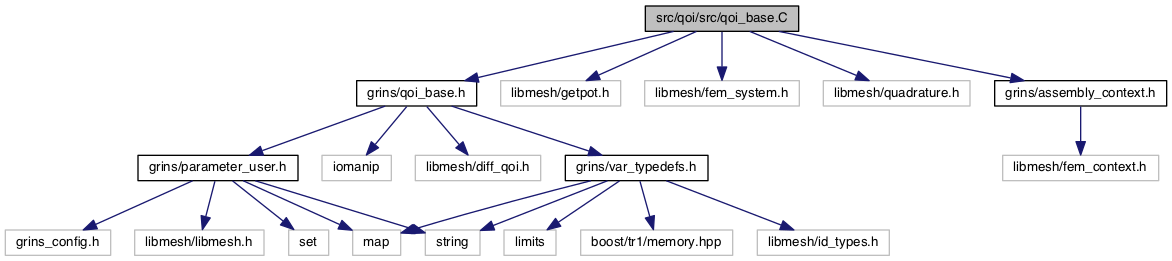 src/qoi/src/qoi_base.C
grins/qoi_base.h
libmesh/getpot.h
libmesh/fem_system.h
libmesh/quadrature.h
grins/assembly_context.h
grins/parameter_user.h
iomanip
libmesh/diff_qoi.h
grins/var_typedefs.h
libmesh/fem_context.h
grins_config.h
libmesh/libmesh.h
set
map
string
limits
boost/tr1/memory.hpp
libmesh/id_types.h